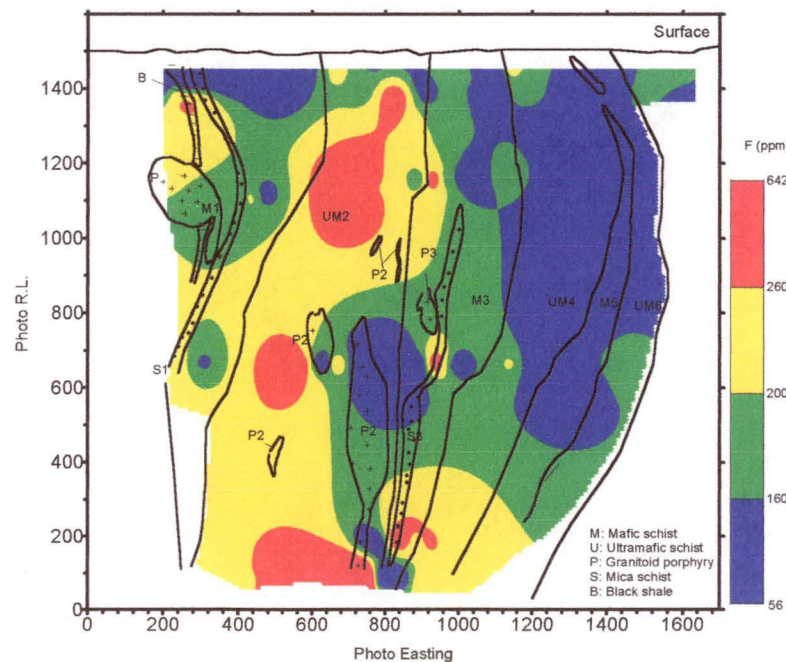 Surface
B
P
M1
S1
UM2
P2
P3
M3
UM4
M5
UM6
P2
P2
P2
S3
M: Mafic schist
U: Ultramafic schist
P: Granitoid porphyry
S: Mica schist
B: Black shale
F (ppm)
642
260
200
160
56
Photo R.L.
1400
1200
1000
800
600
400
200
0
0 200 400 600 800 1000 1200 1400 1600
Photo Easting